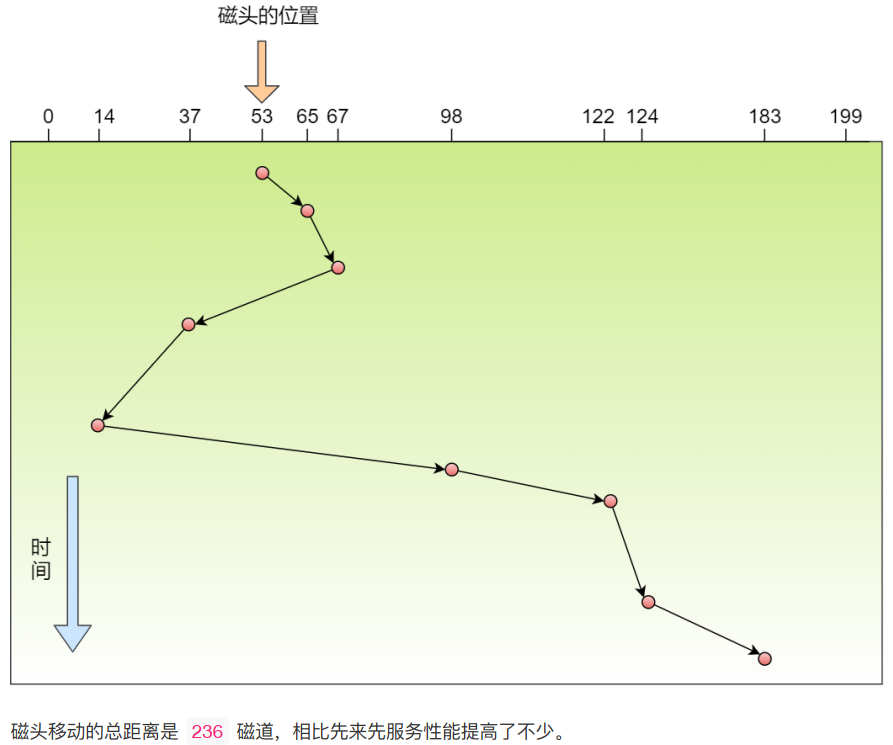 磁头的位置
0 14 37 53 65 67 98 122 124 183 199
时
间
磁头移动的总距离是 236 磁道，相比先来先服务性能提高了不少。